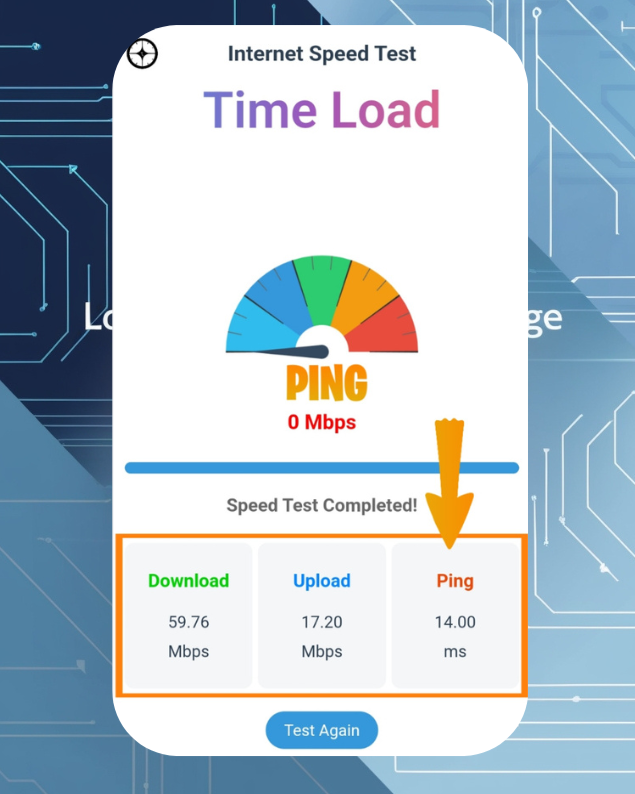 Internet Speed Test
Time Load
Lo
ge
PING
0 Mbps
Speed Test Completed!
Download Upload Ping
59.76 17.20 14.00
Mbps Mbps ms
Test Again